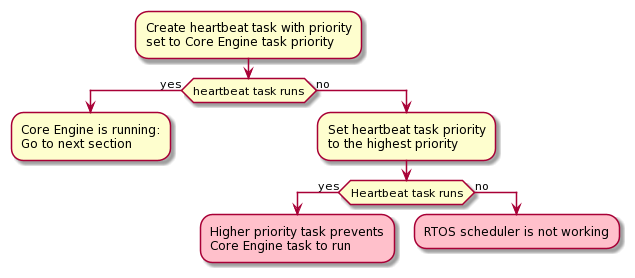 Create heartbeat task with priority
set to Core Engine task priority
yes
heartbeat task runs
no
Core Engine is running:
Go to next section
Set heartbeat task priority
to the highest priority
yes
Heartbeat task runs
no
Higher priority task prevents
Core Engine task to run
RTOS scheduler is not working